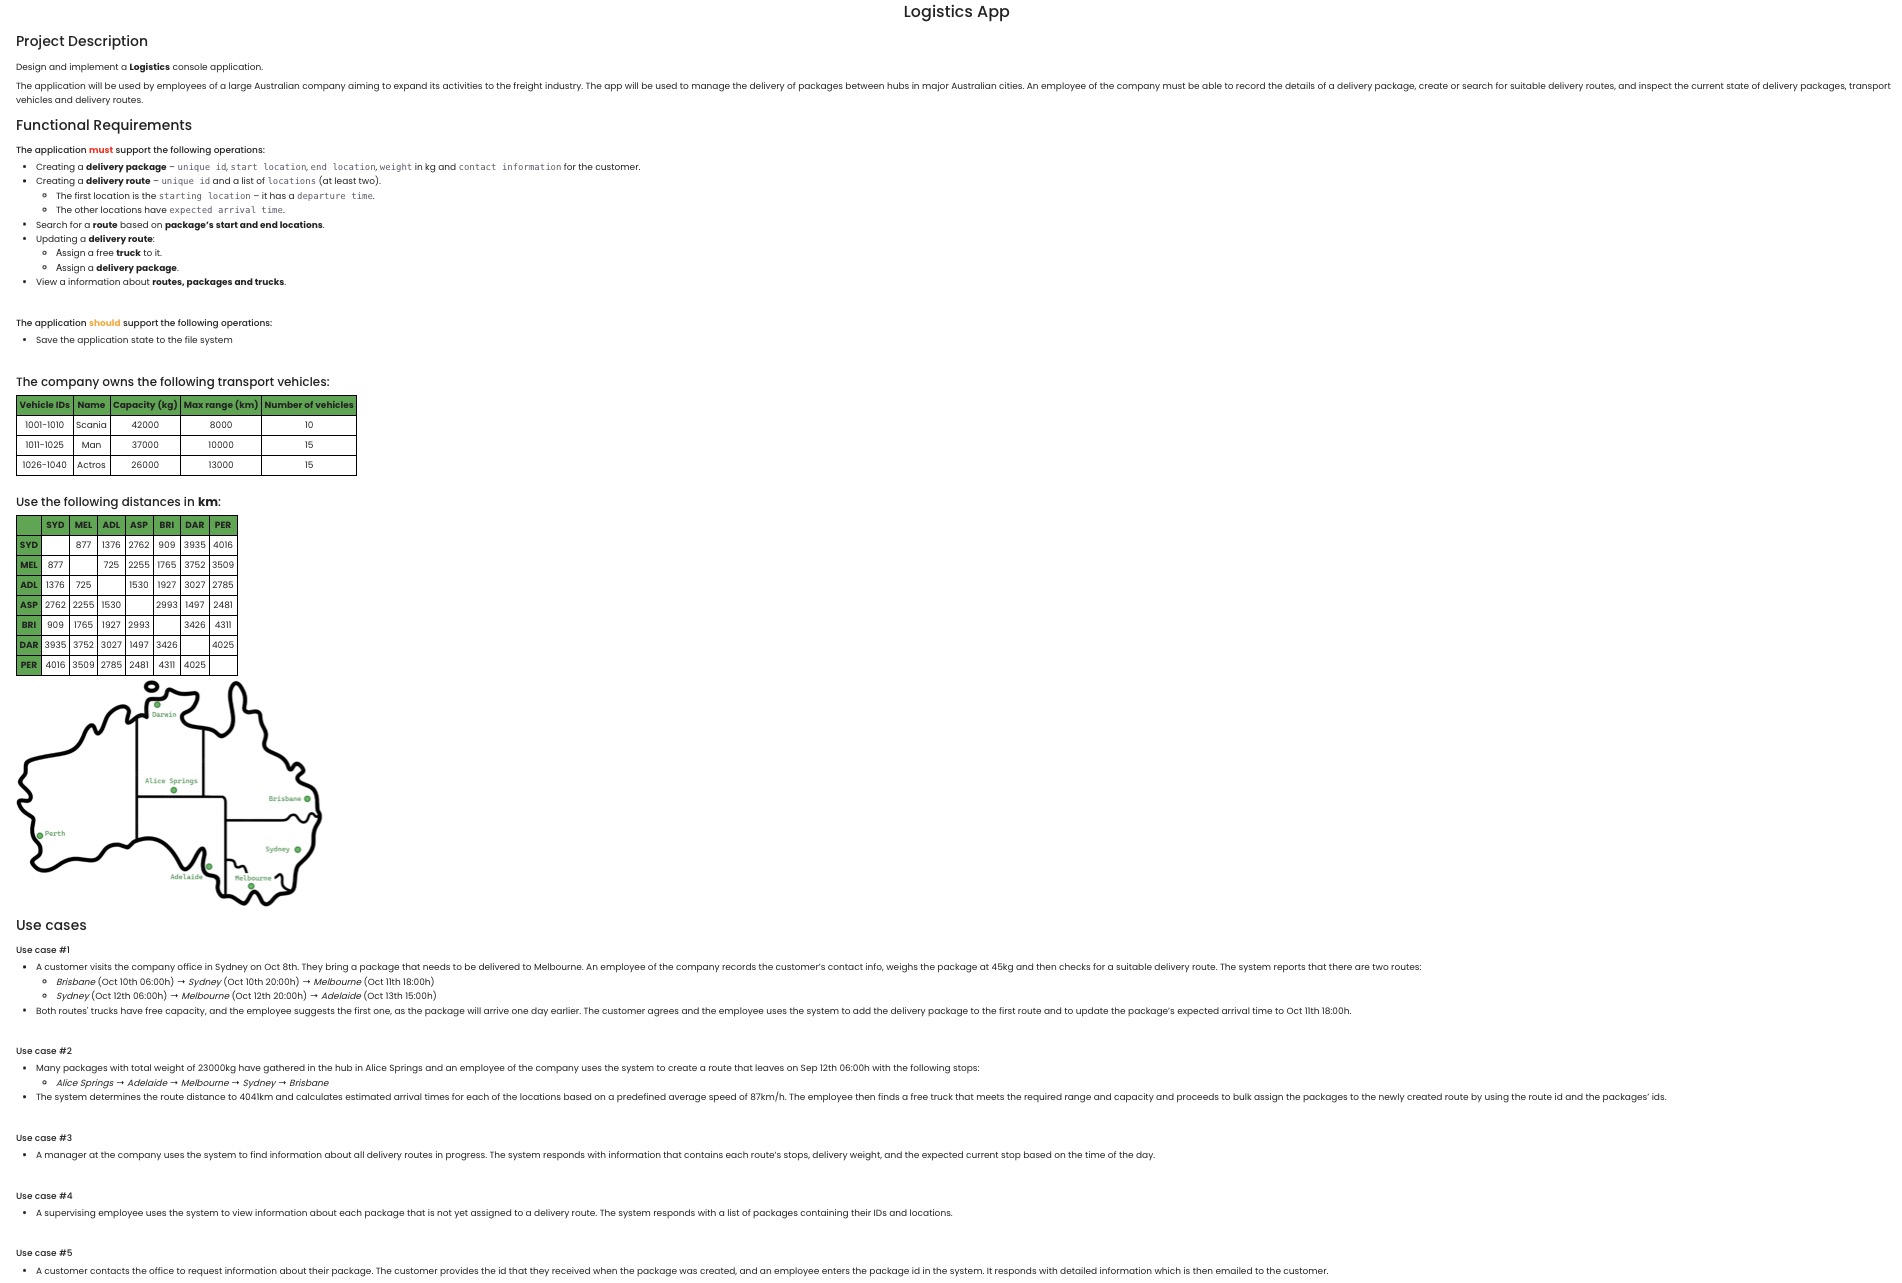 Logistics App
Project Description
Design and implement a Logistics console application.
The application will be used by employees of a large Australian company aiming to expand its activities to the freight industry. The app will be used to manage the delivery of packages between hubs in major Australian cities. An employee of the company must be able to record the details of a delivery package, create or search for suitable delivery routes, and inspect the current state of delivery packages, transport
vehicles and delivery routes.
Functional Requirements
The application must support the following operations:
• Creating a delivery package – unique id, start location, end location, weight in kg and contact information for the customer.
• Creating a delivery route – unique id and a list of locations (at least two).
◦ The first location is the starting location – it has a departure time.
◦ The other locations have expected arrival time.
• Search for a route based on package's start and end locations.
• Updating a delivery route:
◦ Assign a free truck to it.
◦ Assign a delivery package.
• View a information about routes, packages and trucks.
The application should support the following operations:
• Save the application state to the file system
The company owns the following transport vehicles:
Vehicle IDs Name Capacity (kg) Max range (km) Number of vehicles
1001-1010 Scania 42000 8000 10
1011-1025 Man 37000 10000 15
1026-1040 Actros 26000 13000 15
Use the following distances in km:
SYD MEL ADL ASP BRI DAR PER
SYD 877 1376 2762 909 3935 4016
MEL 877 725 2255 1765 3752 3509
ADL 1376 725 1530 1927 3027 2785
ASP 2762 2255 1530 2993 1497 2481
BRI 909 1765 1927 2993 3426 4311
DAR 3935 3752 3027 1497 3426 4025
PER 4016 3509 2785 2481 4311 4025
Darwin
Alice Springs
Brisbane
Perth
Sydney
Adelaide
Melbourne
Use cases
Use case #1
• A customer visits the company office in Sydney on Oct 8th. They bring a package that needs to be delivered to Melbourne. An employee of the company records the customer's contact info, weighs the package at 45kg and then checks for a suitable delivery route. The system reports that there are two routes:
◦ Brisbane (Oct 10th 06:00h) → Sydney (Oct 10th 20:00h) → Melbourne (Oct 11th 18:00h)
◦ Sydney (Oct 12th 06:00h) → Melbourne (Oct 12th 20:00h) → Adelaide (Oct 13th 15:00h)
• Both routes' trucks have free capacity, and the employee suggests the first one, as the package will arrive one day earlier. The customer agrees and the employee uses the system to add the delivery package to the first route and to update the package's expected arrival time to Oct 11th 18:00h.
Use case #2
• Many packages with total weight of 23000kg have gathered in the hub in Alice Springs and an employee of the company uses the system to create a route that leaves on Sep 12th 06:00h with the following stops:
◦ Alice Springs → Adelaide → Melbourne → Sydney → Brisbane
• The system determines the route distance to 4041km and calculates estimated arrival times for each of the locations based on a predefined average speed of 87km/h. The employee then finds a free truck that meets the required range and capacity and proceeds to bulk assign the packages to the newly created route by using the route id and the packages' ids.
Use case #3
• A manager at the company uses the system to find information about all delivery routes in progress. The system responds with information that contains each route's stops, delivery weight, and the expected current stop based on the time of the day.
Use case #4
• A supervising employee uses the system to view information about each package that is not yet assigned to a delivery route. The system responds with a list of packages containing their IDs and locations.
Use case #5
• A customer contacts the office to request information about their package. The customer provides the id that they received when the package was created, and an employee enters the package id in the system. It responds with detailed information which is then emailed to the customer.